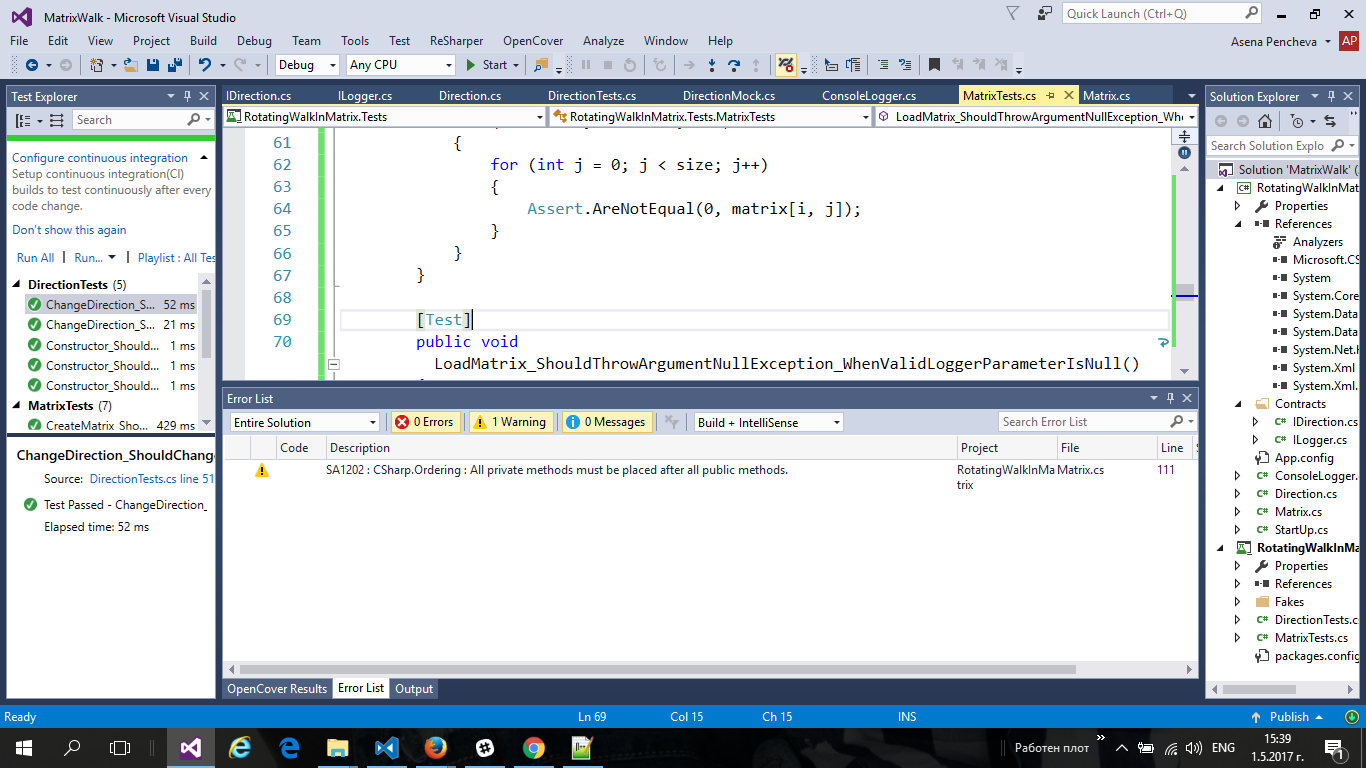 MatrixWalk - Microsoft Visual Studio
Quick Launch (Ctrl+Q)
File Edit View Project Build Debug Team Tools Test ReSharper OpenCover Analyze Window Help
Asena Pencheva AP
Debug Any CPU Start
Test Explorer
Search
Configure continuous integration
Setup continuous integration(CI)
builds to test continuously after every
code change.
Don't show this again
Run All | Run... | Playlist : All Tes
DirectionTests (5)
ChangeDirection_S... 52 ms
ChangeDirection_S... 21 ms
Constructor_Should... 1 ms
Constructor_Should... 1 ms
Constructor_Should... 1 ms
MatrixTests (7)
CreateMatrix_Sho... 429 ms
ChangeDirection_ShouldChange
Source: DirectionTests.cs line 51
Test Passed - ChangeDirection_
Elapsed time: 52 ms
IDirection.cs ILogger.cs Direction.cs DirectionTests.cs DirectionMock.cs ConsoleLogger.cs MatrixTests.cs Matrix.cs
RotatingWalkInMatrix.Tests RotatingWalkInMatrix.Tests.MatrixTests LoadMatrix_ShouldThrowArgumentNullException_Whe
61 {
62 for (int j = 0; j < size; j++)
63 {
64 Assert.AreNotEqual(0, matrix[i, j]);
65 }
66 }
67 }
68
69 [Test]
70 public void
LoadMatrix_ShouldThrowArgumentNullException_WhenValidLoggerParameterIsNull()
Error List
Entire Solution 0 Errors 1 Warning 0 Messages Build + IntelliSense Search Error List
Code Description Project File Line
SA1202 : CSharp.Ordering : All private methods must be placed after all public methods. RotatingWalkInMa Matrix.cs 111
trix
OpenCover Results Error List Output
Solution Explorer
Search Solution Explo
Solution 'MatrixWalk' (
RotatingWalkInMat
Properties
References
Analyzers
Microsoft.CS
System
System.Core
System.Data
System.Data
System.Net.H
System.Xml
System.Xml.
Contracts
IDirection.cs
ILogger.cs
App.config
ConsoleLogger.
Direction.cs
Matrix.cs
StartUp.cs
RotatingWalkInMa
Properties
References
Fakes
DirectionTests.c
MatrixTests.cs
packages.config
Ready Ln 69 Col 15 Ch 15 INS Publish
Работен плот ENG 15:39
1.5.2017 г. 1